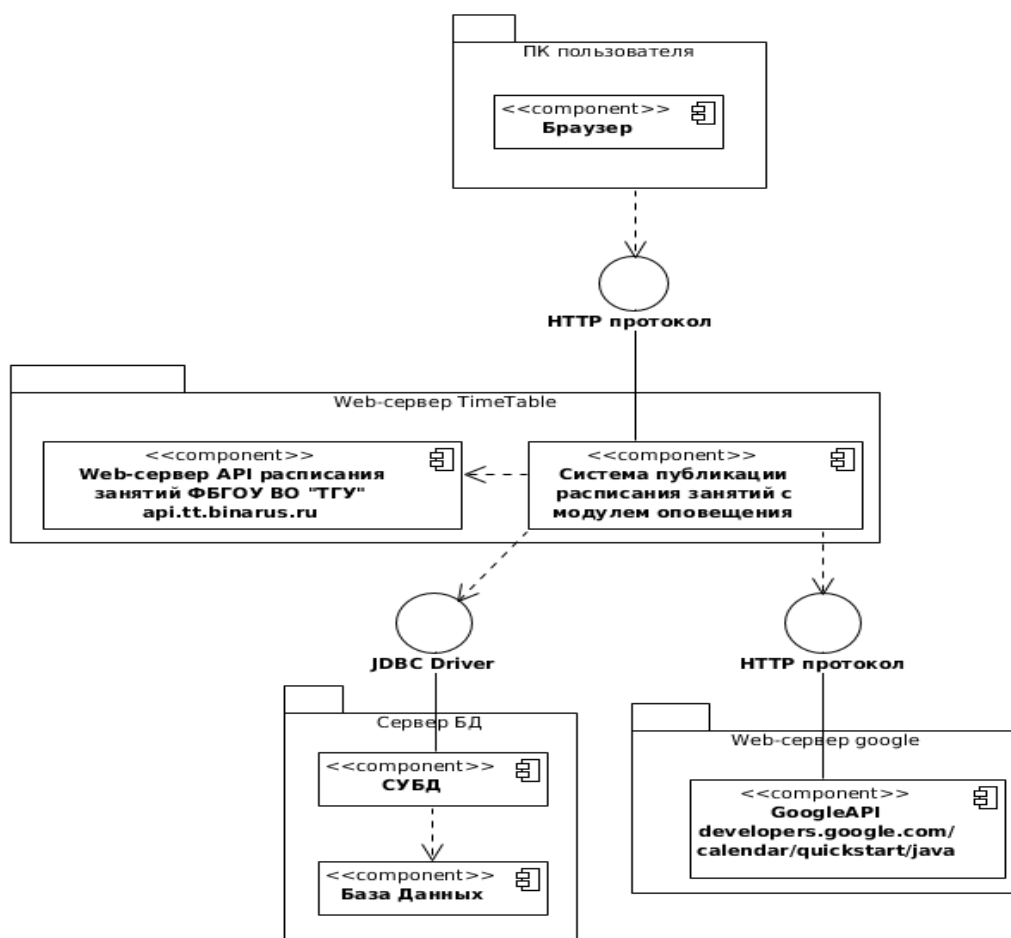 ПК пользователя
<<component>>
Браузер
HTTP протокол
Web-сервер TimeTable
<<component>>
Web-сервер API расписания
занятий ФБГОУ ВО "ТГУ"
api.tt.binarus.ru
<<component>>
Система публикации
расписания занятий с
модулем оповещения
JDBC Driver
HTTP протокол
Сервер БД
<<component>>
СУБД
<<component>>
База Данных
Web-сервер google
<<component>>
GoogleAPI
developers.google.com/
calendar/quickstart/java